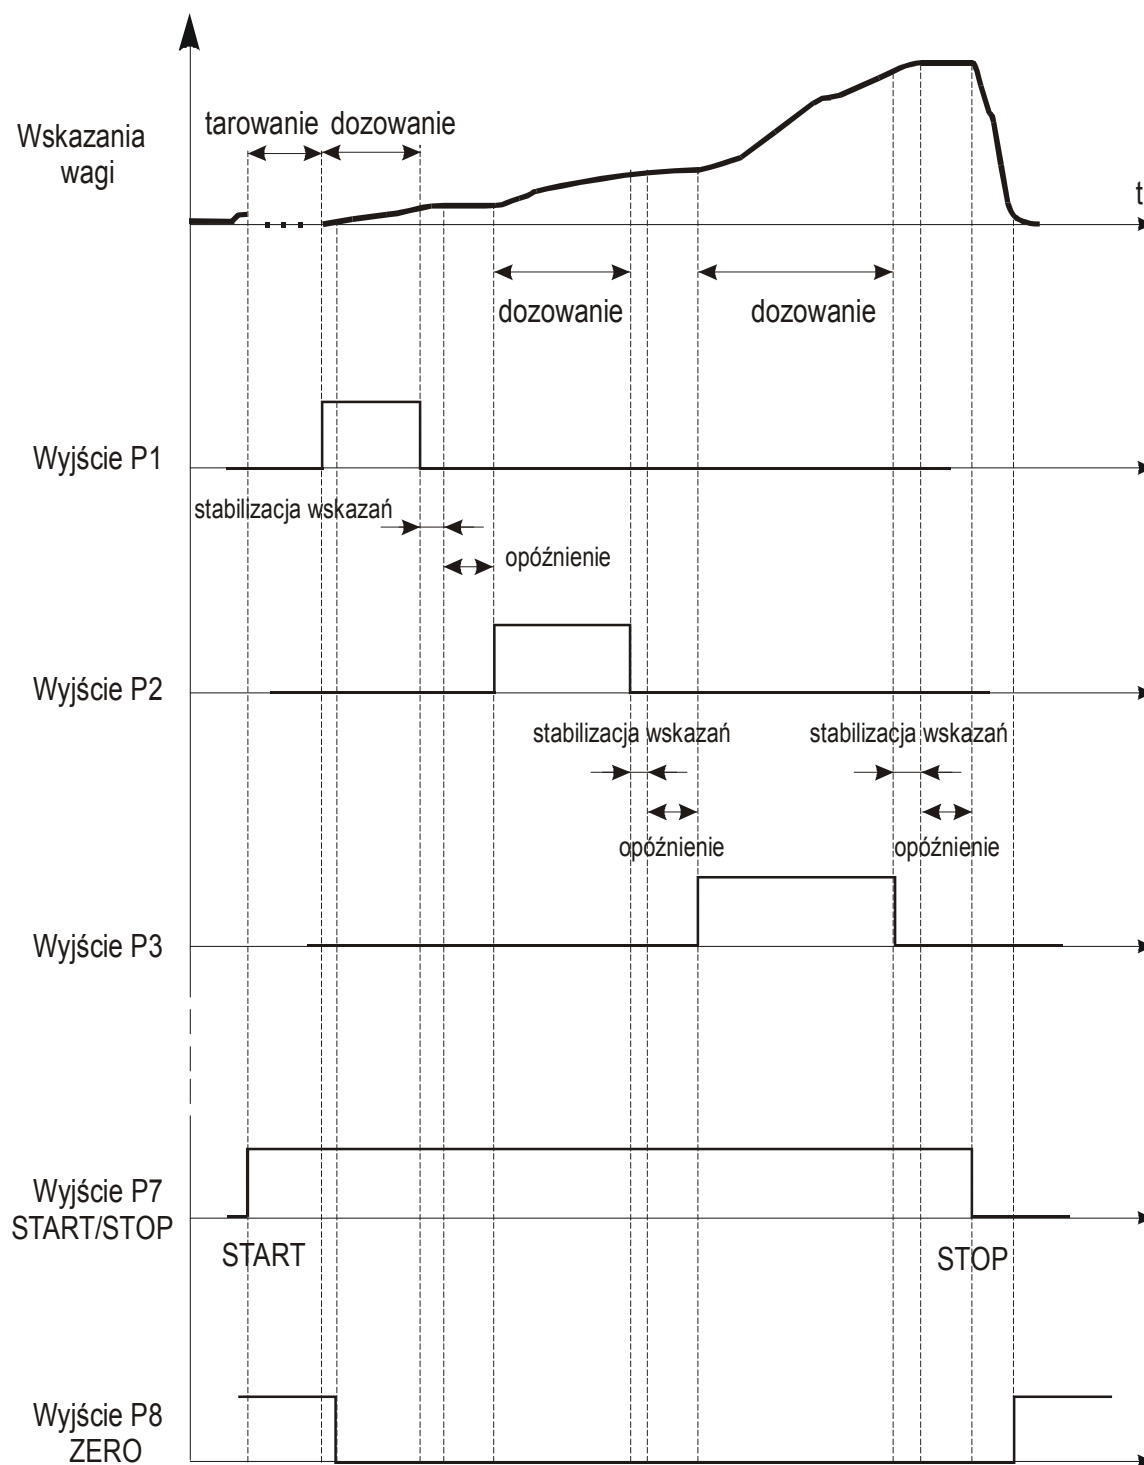 tarowanie dozowanie
Wskazania
wagi
t
dozowanie
dozowanie
Wyjście P1
stabilizacja wskazań
opóźnienie
Wyjście P2
stabilizacja wskazań
stabilizacja wskazań
opóźnienie
opóźnienie
Wyjście P3
Wyjście P7
START/STOP
START
STOP
Wyjście P8
ZERO